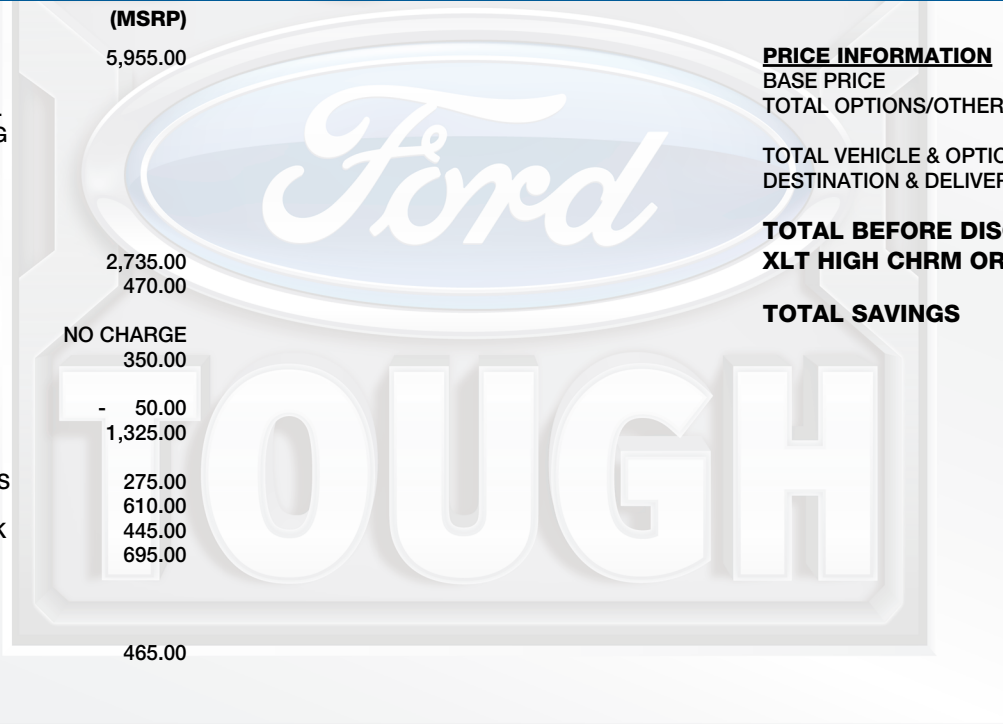 (MSRP)
5,955.00
G
2,735.00
470.00
NO CHARGE
350.00
- 50.00
1,325.00
S 275.00
610.00
K 445.00
695.00
465.00
PRICE INFORMATION
BASE PRICE
TOTAL OPTIONS/OTHER
TOTAL VEHICLE & OPTIO
DESTINATION & DELIVER
TOTAL BEFORE DIS
XLT HIGH CHRM OR
TOTAL SAVINGS
Ford
TOUGH